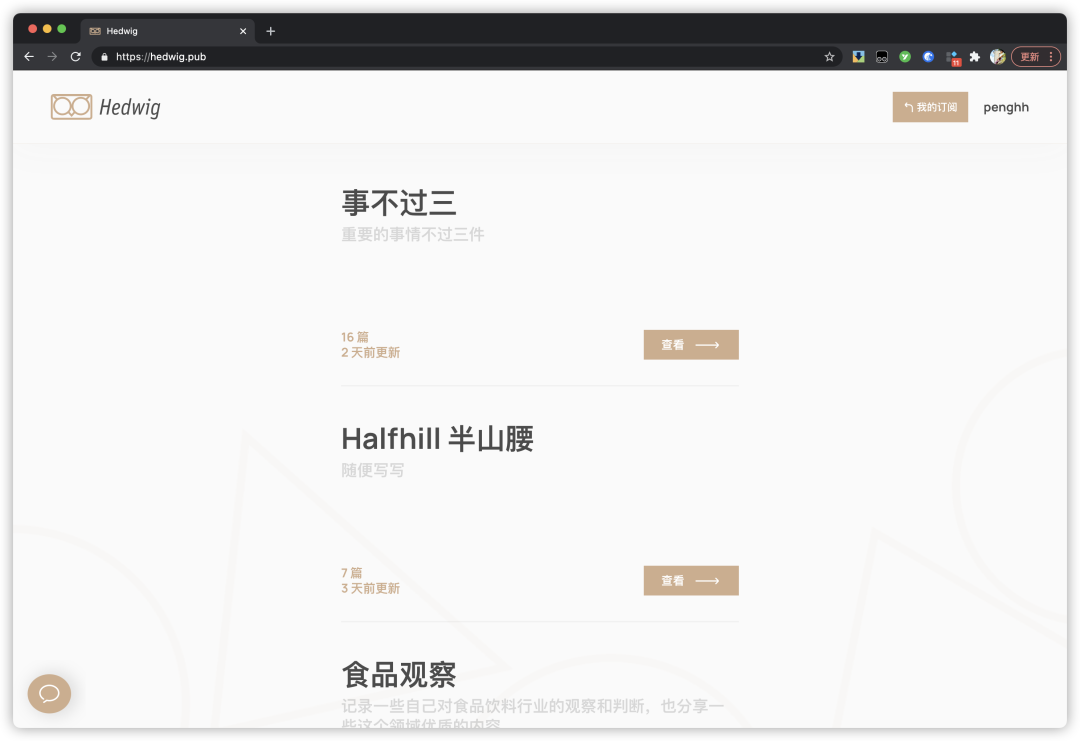 Hedwig
https://hedwig.pub
11
更新
Hedwig
我的订阅
penghh
事不过三
重要的事情不过三件
16 篇
2 天前更新
查看
Halfhill 半山腰
随便写写
7 篇
3 天前更新
查看
食品观察
记录一些自己对食品饮料行业的观察和判断，也分享一
些这个领域优质的内容